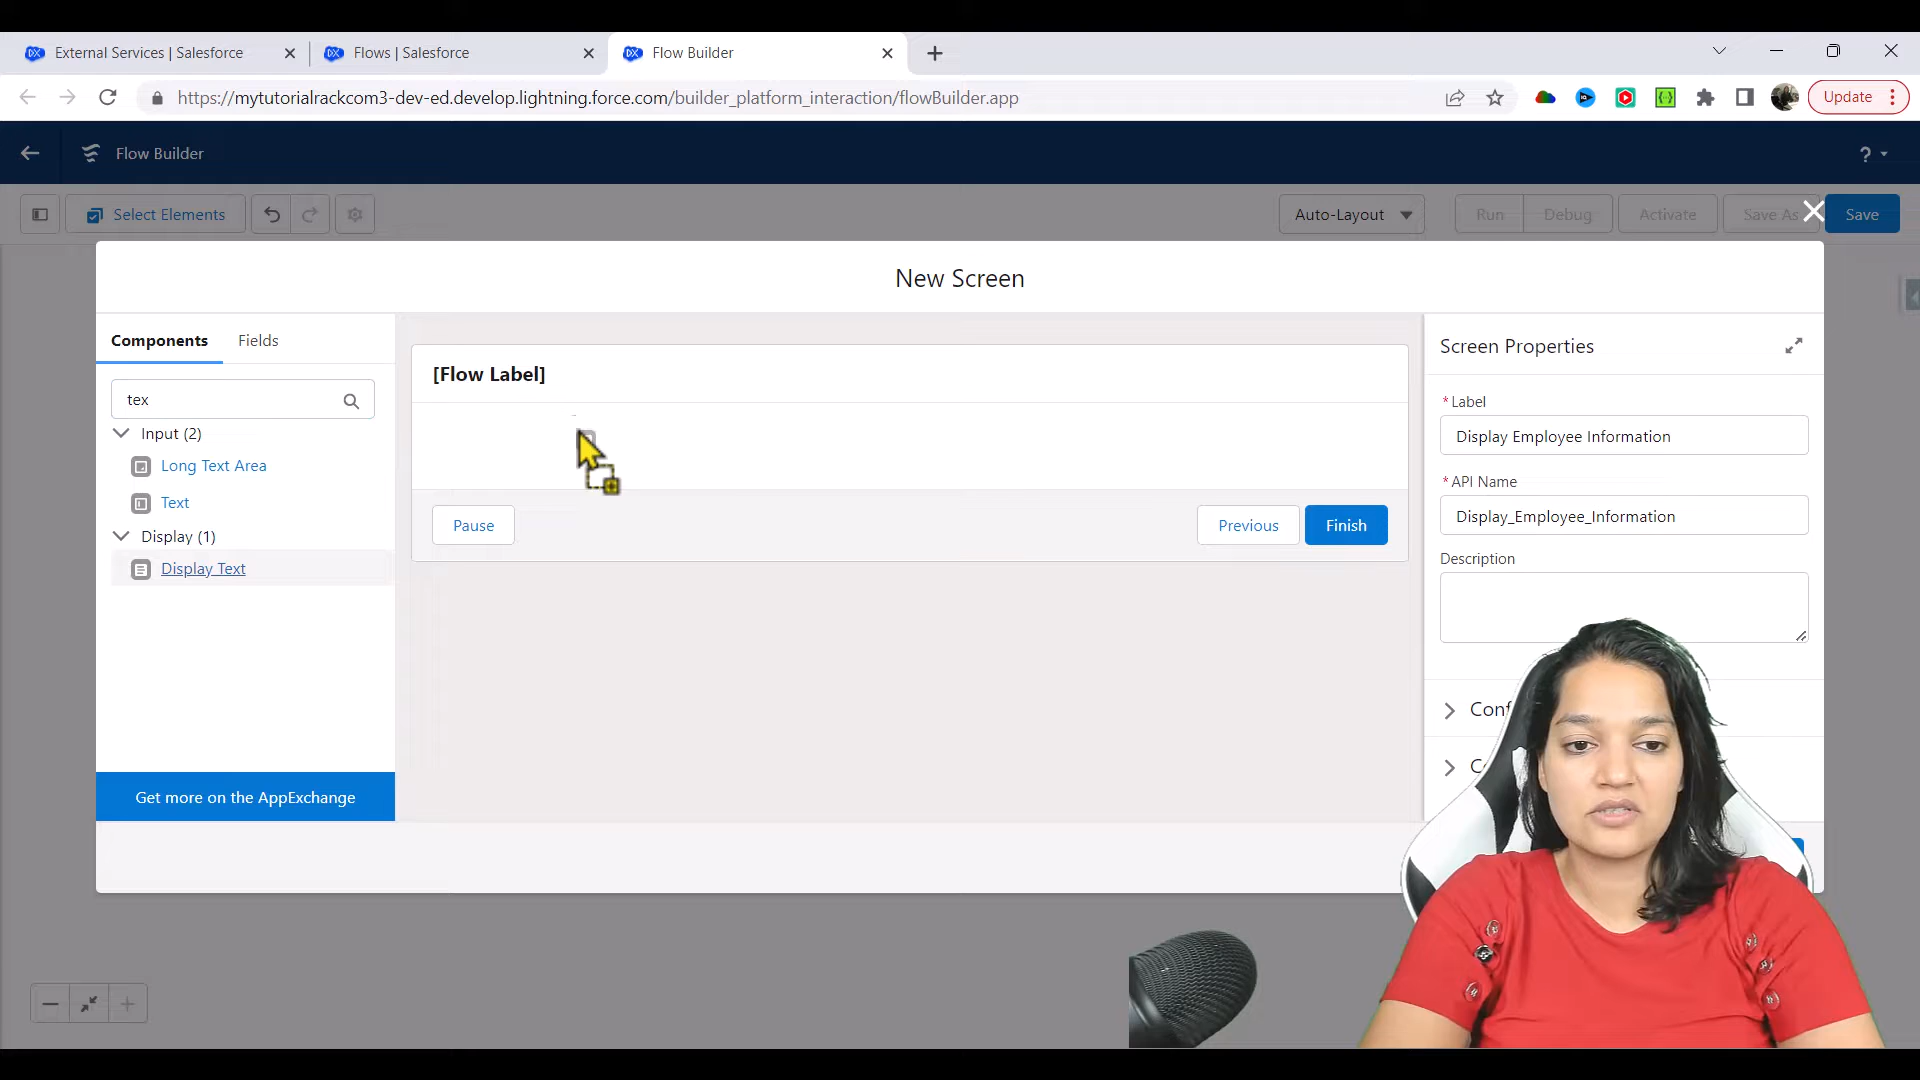 External Services | Salesforce
Flows | Salesforce
Flow Builder
https://mytutorialrackcom3-dev-ed.develop.lightning.force.com/builder_platform_interaction/flowBuilder.app
Update
Flow Builder
?
Select Elements
Auto-Layout
Run
Debug
Activate
Save As
Save
New Screen
Components
Fields
tex
Input (2)
Long Text Area
Text
Display (1)
Display Text
Get more on the AppExchange
[Flow Label]
Pause
Previous
Finish
Screen Properties
* Label
Display Employee Information
* API Name
Display_Employee_Information
Description